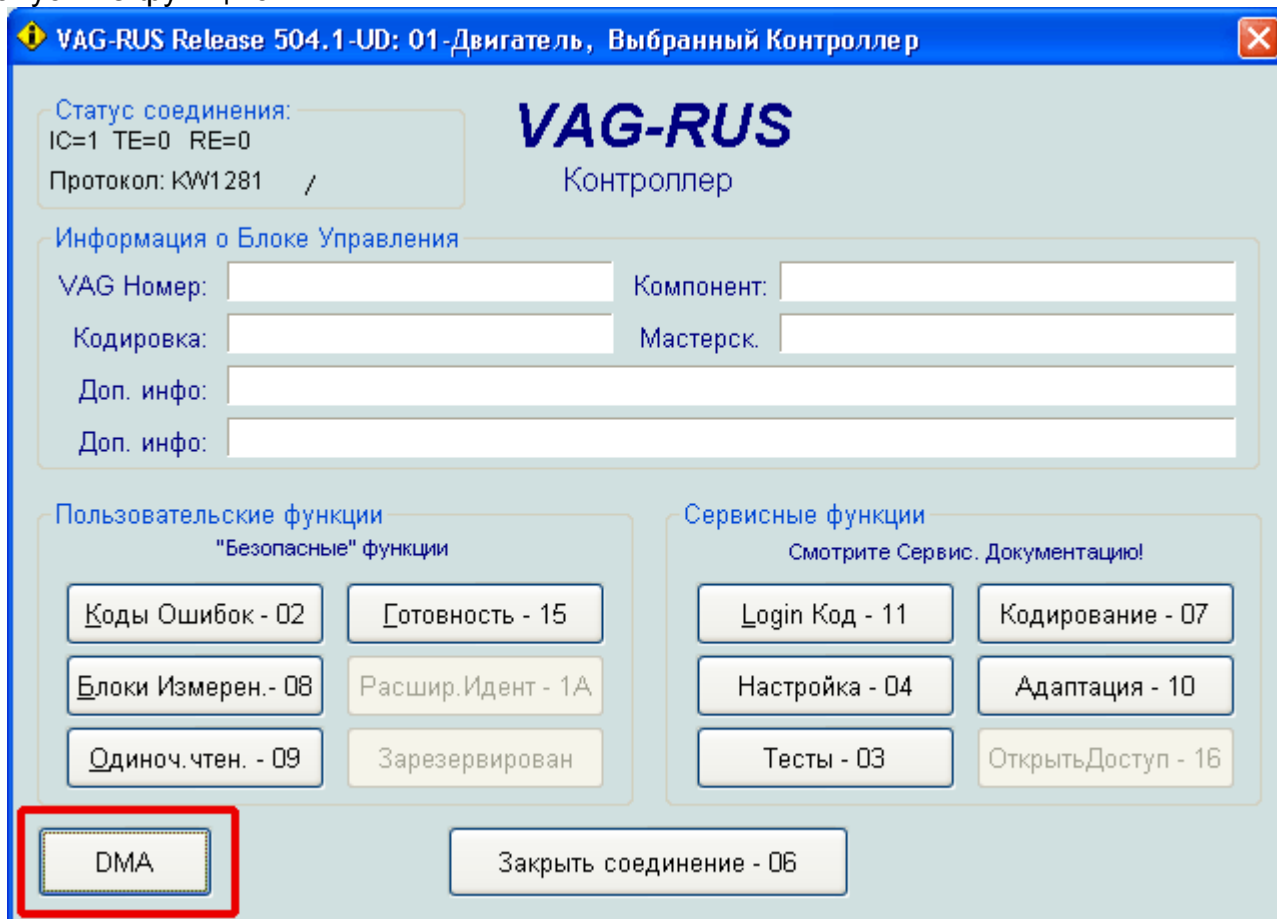 VAG-RUS Release 504.1-UD: 01-Двигатель, Выбранный Контроллер
Статус соединения:
IC=1 TE=0 RE=0
Протокол: KW1281 /
VAG-RUS
Контроллер
Информация о Блоке Управления
VAG Номер:
Компонент:
Кодировка:
Мастерск.
Доп. инфо:
Доп. инфо:
Пользовательские функции
"Безопасные" функции
Коды Ошибок - 02
Готовность - 15
Блоки Измерен.- 08
Расшир.Идент - 1A
Одиноч.чтен. - 09
Зарезервирован
Сервисные функции
Смотрите Сервис. Документацию!
Login Код - 11
Кодирование - 07
Настройка - 04
Адаптация - 10
Тесты - 03
ОткрытьДоступ - 16
DMA
Закрыть соединение - 06